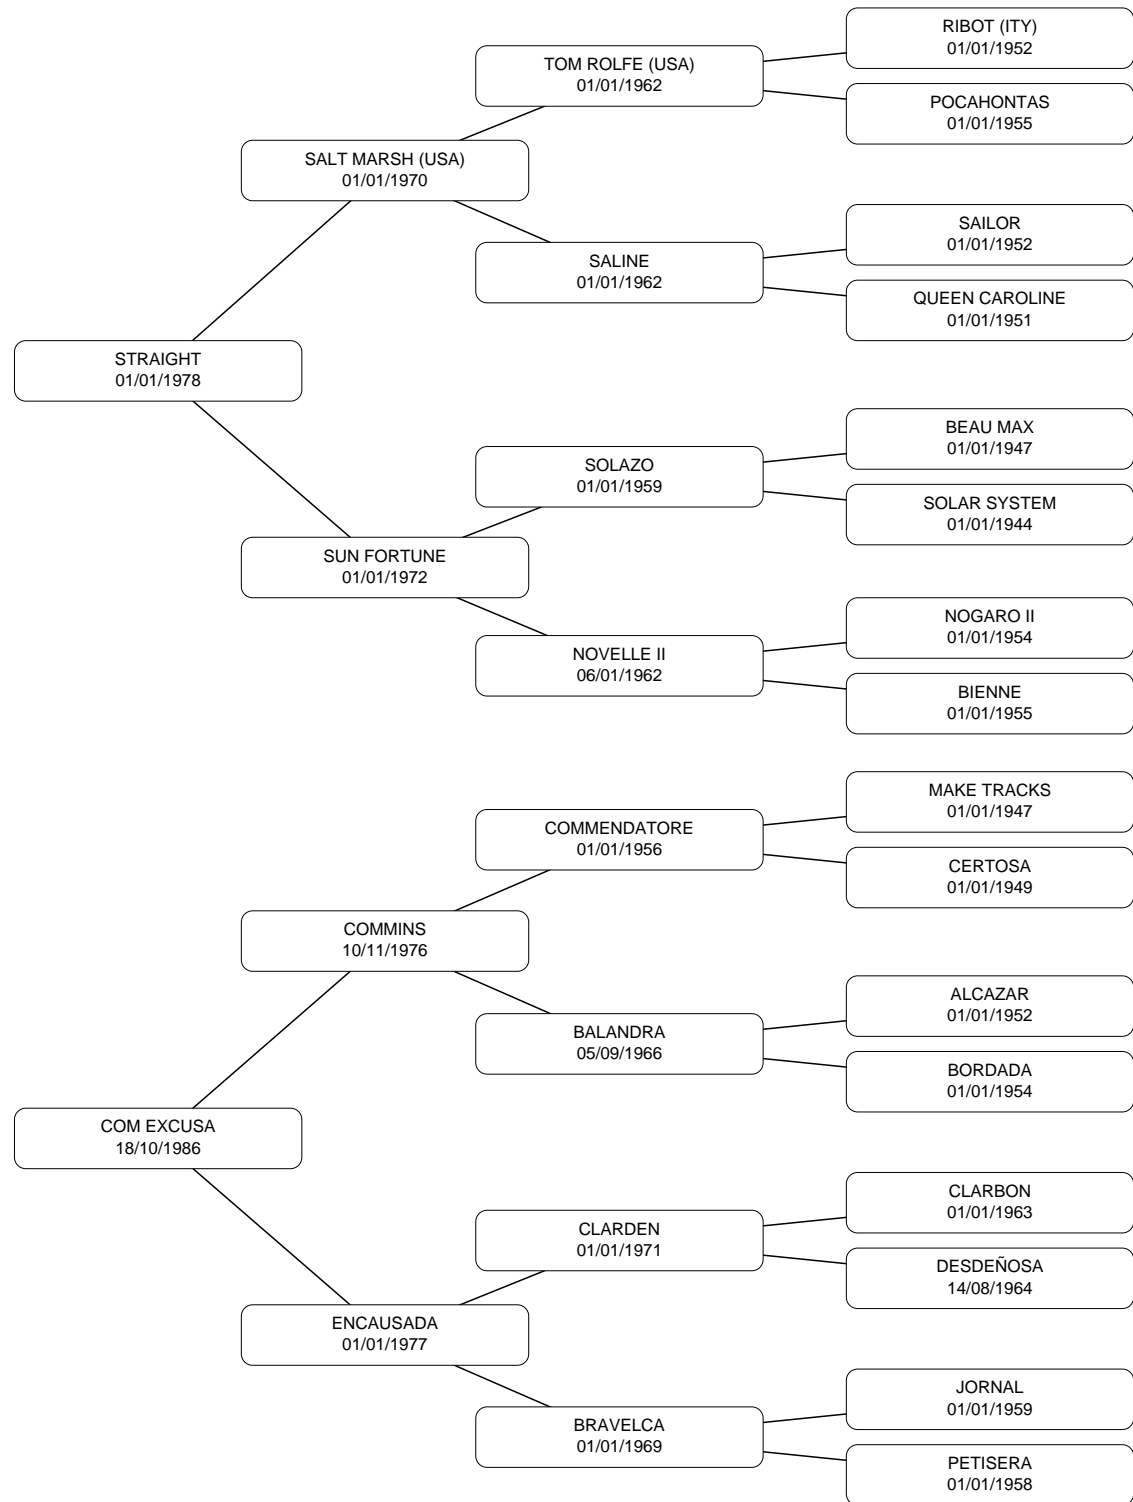 RIBOT (ITY)
01/01/1952
TOM ROLFE (USA)
01/01/1962
POCAHONTAS
01/01/1955
SALT MARSH (USA)
01/01/1970
SAILOR
01/01/1952
SALINE
01/01/1962
QUEEN CAROLINE
01/01/1951
STRAIGHT
01/01/1978
BEAU MAX
01/01/1947
SOLAZO
01/01/1959
SOLAR SYSTEM
01/01/1944
SUN FORTUNE
01/01/1972
NOGARO II
01/01/1954
NOVELLE II
06/01/1962
BIENNE
01/01/1955
MAKE TRACKS
01/01/1947
COMMENDATORE
01/01/1956
CERTOSA
01/01/1949
COMMINS
10/11/1976
ALCAZAR
01/01/1952
BALANDRA
05/09/1966
BORDADA
01/01/1954
COM EXCUSA
18/10/1986
CLARBON
01/01/1963
CLARDEN
01/01/1971
DESDEÑOSA
14/08/1964
ENCAUSADA
01/01/1977
JORNAL
01/01/1959
BRAVELCA
01/01/1969
PETISERA
01/01/1958